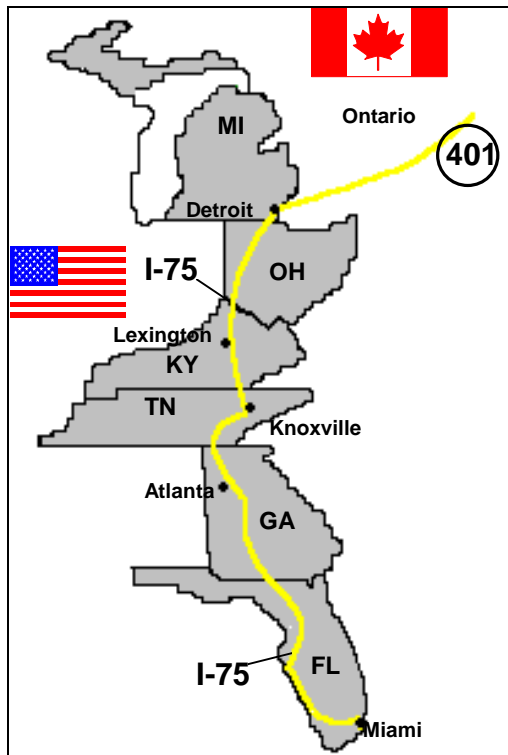 MI
Ontario
401
Detroit
I-75
OH
Lexington
KY
TN
Knoxville
Atlanta
GA
FL
I-75
Miami